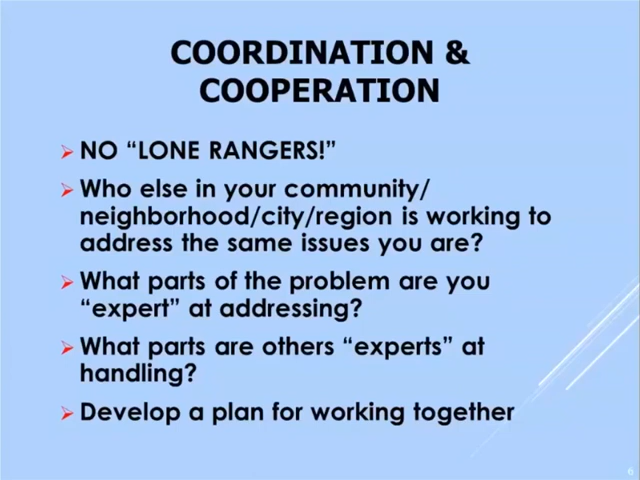 COORDINATION &
COOPERATION
NO “LONE RANGERS!”
Who else in your community/
neighborhood/city/region is working to
address the same issues you are?
What parts of the problem are you
“expert” at addressing?
What parts are others “experts” at
handling?
Develop a plan for working together
6